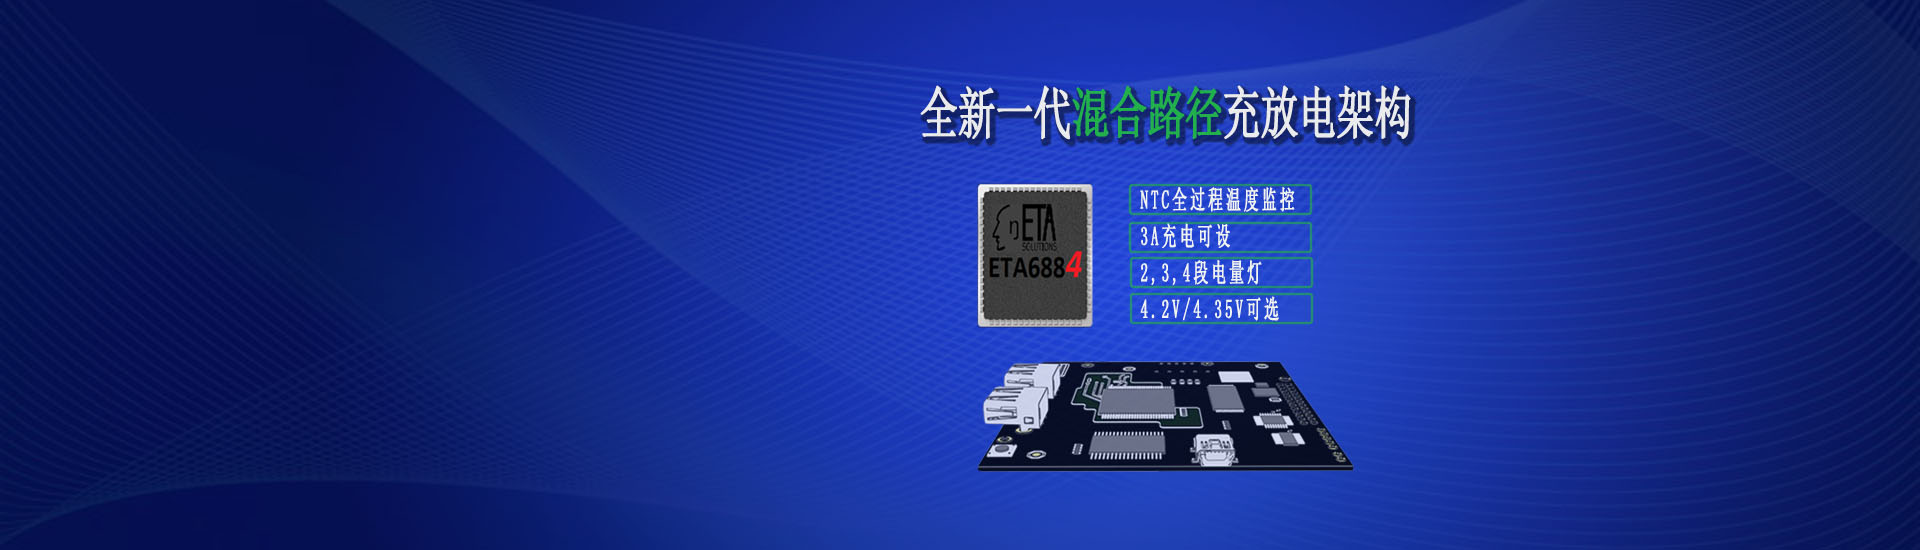 全新一代混合路径充放电架构
ηETA
SOLUTIONS
ETA6884
NTC全过程温度监控
3A充电可设
2,3,4段电量灯
4.2V/4.35V可选